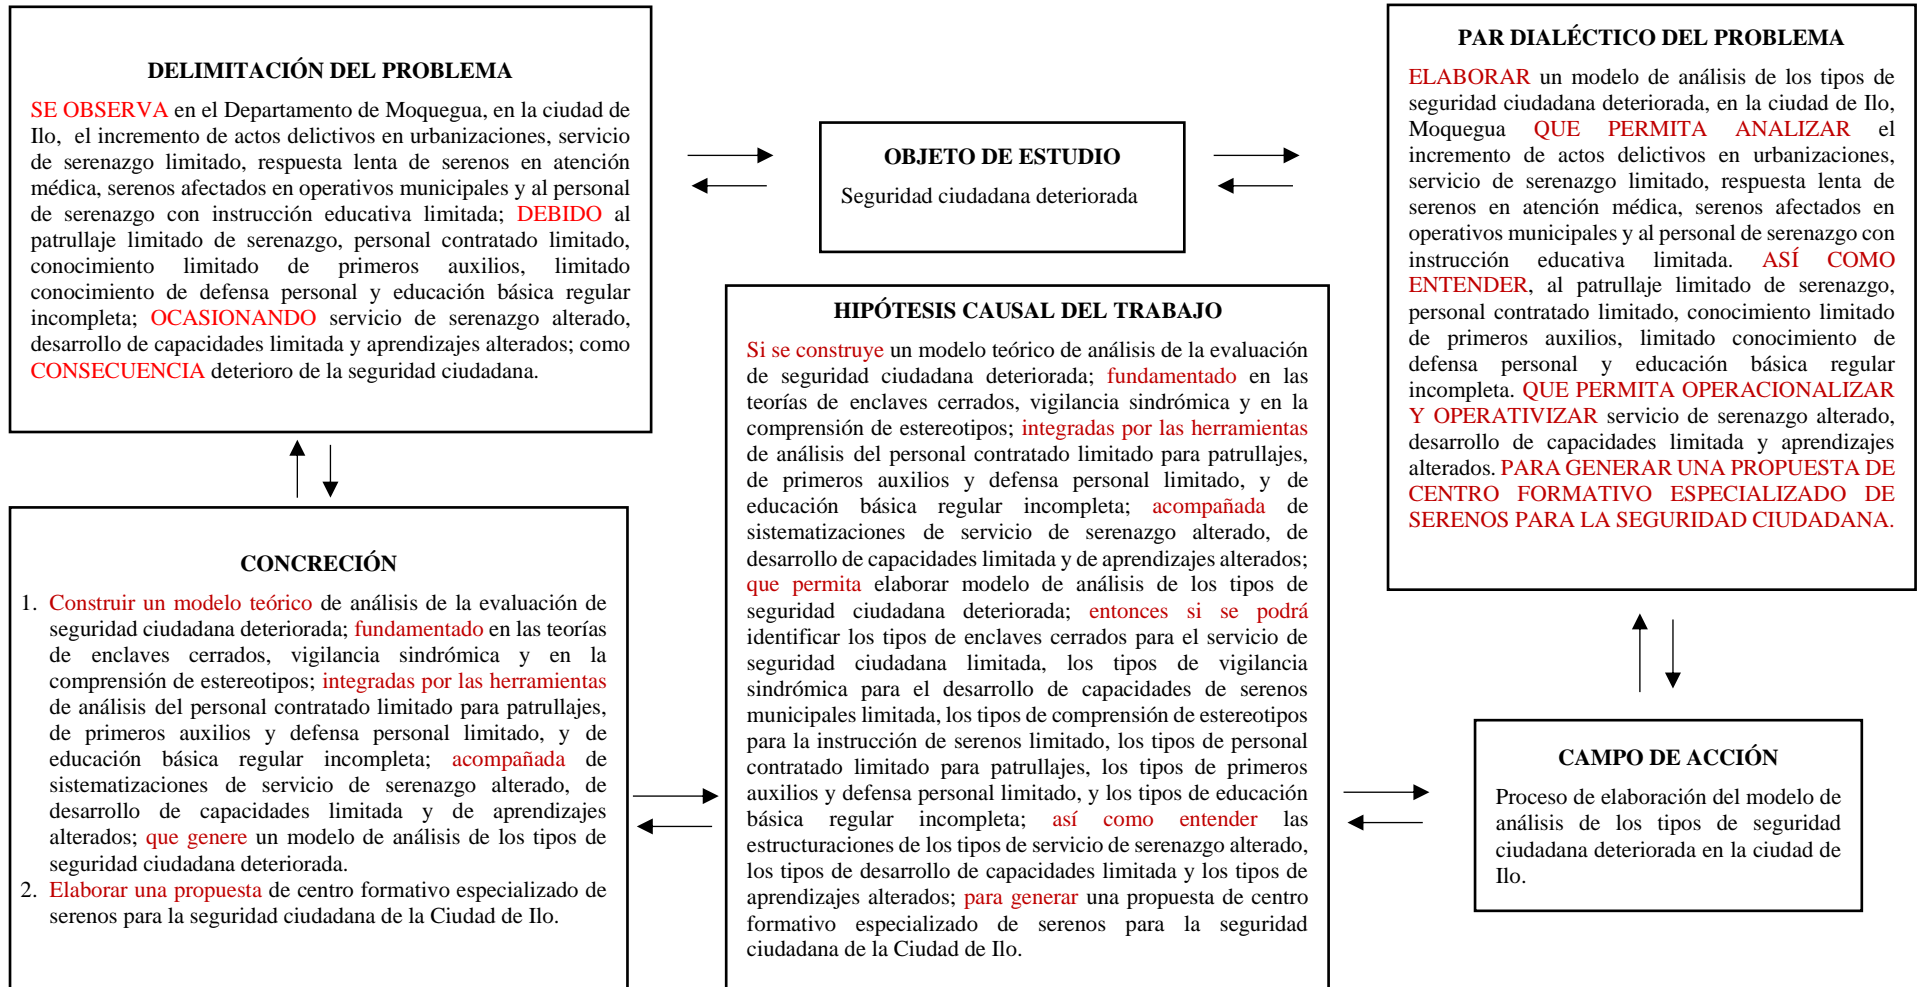 DELIMITACIÓN DEL PROBLEMA
SE OBSERVA en el Departamento de Moquegua, en la ciudad de
Ilo, el incremento de actos delictivos en urbanizaciones, servicio
de serenazgo limitado, respuesta lenta de serenos en atención
médica, serenos afectados en operativos municipales y al personal
de serenazgo con instrucción educativa limitada; DEBIDO al
patrullaje limitado de serenazgo, personal contratado limitado,
conocimiento limitado de primeros auxilios, limitado
conocimiento de defensa personal y educación básica regular
incompleta; OCASIONANDO servicio de serenazgo alterado,
desarrollo de capacidades limitada y aprendizajes alterados; como
CONSECUENCIA deterioro de la seguridad ciudadana.
OBJETO DE ESTUDIO
Seguridad ciudadana deteriorada
PAR DIALÉCTICO DEL PROBLEMA
ELABORAR un modelo de análisis de los tipos de
seguridad ciudadana deteriorada, en la ciudad de Ilo,
Moquegua QUE PERMITA ANALIZAR el
incremento de actos delictivos en urbanizaciones,
servicio de serenazgo limitado, respuesta lenta de
serenos en atención médica, serenos afectados en
operativos municipales y al personal de serenazgo con
instrucción educativa limitada. ASÍ COMO
ENTENDER, al patrullaje limitado de serenazgo,
personal contratado limitado, conocimiento limitado
de primeros auxilios, limitado conocimiento de
defensa personal y educación básica regular
incompleta. QUE PERMITA OPERACIONALIZAR
Y OPERATIVIZAR servicio de serenazgo alterado,
desarrollo de capacidades limitada y aprendizajes
alterados. PARA GENERAR UNA PROPUESTA DE
CENTRO FORMATIVO ESPECIALIZADO DE
SERENOS PARA LA SEGURIDAD CIUDADANA.
CONCRECIÓN
1. Construir un modelo teórico de análisis de la evaluación de
seguridad ciudadana deteriorada; fundamentado en las teorías
de enclaves cerrados, vigilancia sindrómica y en la
comprensión de estereotipos; integradas por las herramientas
de análisis del personal contratado limitado para patrullajes,
de primeros auxilios y defensa personal limitado, y de
educación básica regular incompleta; acompañada de
sistematizaciones de servicio de serenazgo alterado, de
desarrollo de capacidades limitada y de aprendizajes
alterados; que genere un modelo de análisis de los tipos de
seguridad ciudadana deteriorada.
2. Elaborar una propuesta de centro formativo especializado de
serenos para la seguridad ciudadana de la Ciudad de Ilo.
HIPÓTESIS CAUSAL DEL TRABAJO
Si se construye un modelo teórico de análisis de la evaluación
de seguridad ciudadana deteriorada; fundamentado en las
teorías de enclaves cerrados, vigilancia sindrómica y en la
comprensión de estereotipos; integradas por las herramientas
de análisis del personal contratado limitado para patrullajes,
de primeros auxilios y defensa personal limitado, y de
educación básica regular incompleta; acompañada de
sistematizaciones de servicio de serenazgo alterado, de
desarrollo de capacidades limitada y de aprendizajes alterados;
que permita elaborar modelo de análisis de los tipos de
seguridad ciudadana deteriorada; entonces si se podrá
identificar los tipos de enclaves cerrados para el servicio de
seguridad ciudadana limitada, los tipos de vigilancia
sindrómica para el desarrollo de capacidades de serenos
municipales limitada, los tipos de comprensión de estereotipos
para la instrucción de serenos limitado, los tipos de personal
contratado limitado para patrullajes, los tipos de primeros
auxilios y defensa personal limitado, y los tipos de educación
básica regular incompleta; así como entender las
estructuraciones de los tipos de servicio de serenazgo alterado,
los tipos de desarrollo de capacidades limitada y los tipos de
aprendizajes alterados; para generar una propuesta de centro
formativo especializado de serenos para la seguridad
ciudadana de la Ciudad de Ilo.
CAMPO DE ACCIÓN
Proceso de elaboración del modelo de
análisis de los tipos de seguridad
ciudadana deteriorada en la ciudad de
Ilo.